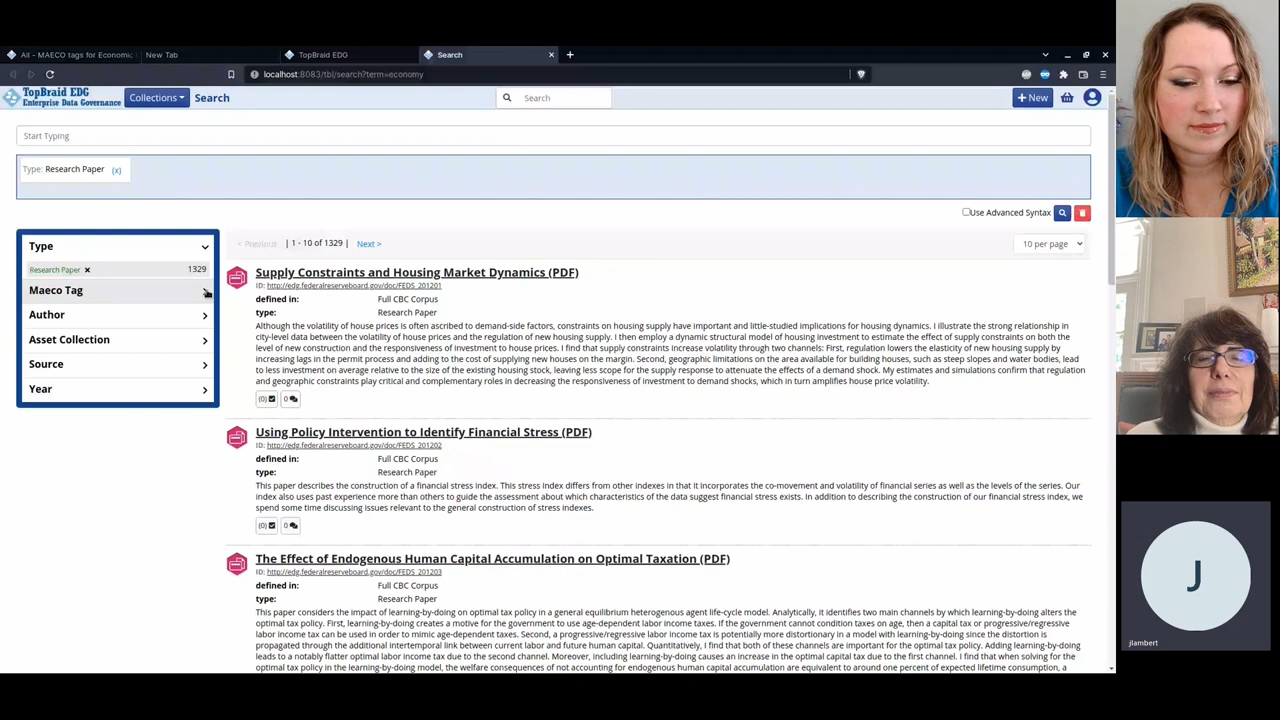 All - MAECO tags for Economic
New Tab
TopBraid EDG
Search
localhost:8083/tbl/search?term=economy
TopBraid EDG
Enterprise Data Governance
Collections
Search
Search
+ New
Start Typing
Type: Research Paper (x)
Use Advanced Syntax
Type
Research Paper × 1329
Maeco Tag
Author
Asset Collection
Source
Year
< Previous | 1 - 10 of 1329 | Next >
10 per page
Supply Constraints and Housing Market Dynamics (PDF)
ID: http://edg.federalreserveboard.gov/doc/FEDS_201201
defined in: Full CBC Corpus
type: Research Paper
Although the volatility of house prices is often ascribed to demand-side factors, constraints on housing supply have important and little-studied implications for housing dynamics. I illustrate the strong relationship in
city-level data between the volatility of house prices and the regulation of new housing supply. I then employ a dynamic structural model of housing investment to estimate the effect of supply constraints on both the
level of new construction and the responsiveness of investment to house prices. I find that supply constraints increase volatility through two channels: First, regulation lowers the elasticity of new housing supply by
increasing lags in the permit process and adding to the cost of supplying new houses on the margin. Second, geographic limitations on the area available for building houses, such as steep slopes and water bodies, lead
to less investment on average relative to the size of the existing housing stock, leaving less scope for the supply response to attenuate the effects of a demand shock. My estimates and simulations confirm that regulation
and geographic constraints play critical and complementary roles in decreasing the responsiveness of investment to demand shocks, which in turn amplifies house price volatility.
(0) 0
Using Policy Intervention to Identify Financial Stress (PDF)
ID: http://edg.federalreserveboard.gov/doc/FEDS_201202
defined in: Full CBC Corpus
type: Research Paper
This paper describes the construction of a financial stress index. This stress index differs from other indexes in that it incorporates the co-movement and volatility of financial series as well as the levels of the series. Our
index also uses past experience more than others to guide the assessment about which characteristics of the data suggest financial stress exists. In addition to describing the construction of our financial stress index, we
spend some time discussing issues relevant to the general construction of stress indexes.
(0) 0
The Effect of Endogenous Human Capital Accumulation on Optimal Taxation (PDF)
ID: http://edg.federalreserveboard.gov/doc/FEDS_201203
defined in: Full CBC Corpus
type: Research Paper
This paper considers the impact of learning-by-doing on optimal tax policy in a general equilibrium heterogenous agent life-cycle model. Analytically, it identifies two main channels by which learning-by-doing alters the
optimal tax policy. First, learning-by-doing creates a motive for the government to use age-dependent labor income taxes. If the government cannot condition taxes on age, then a capital tax or progressive/regressive
labor income tax can be used in order to mimic age-dependent taxes. Second, a progressive/regressive labor income tax is potentially more distortionary in a model with learning-by-doing since the distortion is
propagated through the additional intertemporal link between current labor and future human capital. Quantitatively, I find that both of these channels are important for the optimal tax policy. Adding learning-by-doing
leads to a notably flatter optimal labor income tax due to the second channel. Moreover, including learning-by-doing causes an increase in the optimal capital tax due to the first channel. I find that when solving for the
optimal tax policy in the learning-by-doing model, the welfare consequences of not accounting for endogenous human capital accumulation are equivalent to around one percent of expected lifetime consumption, a
J
jlambert